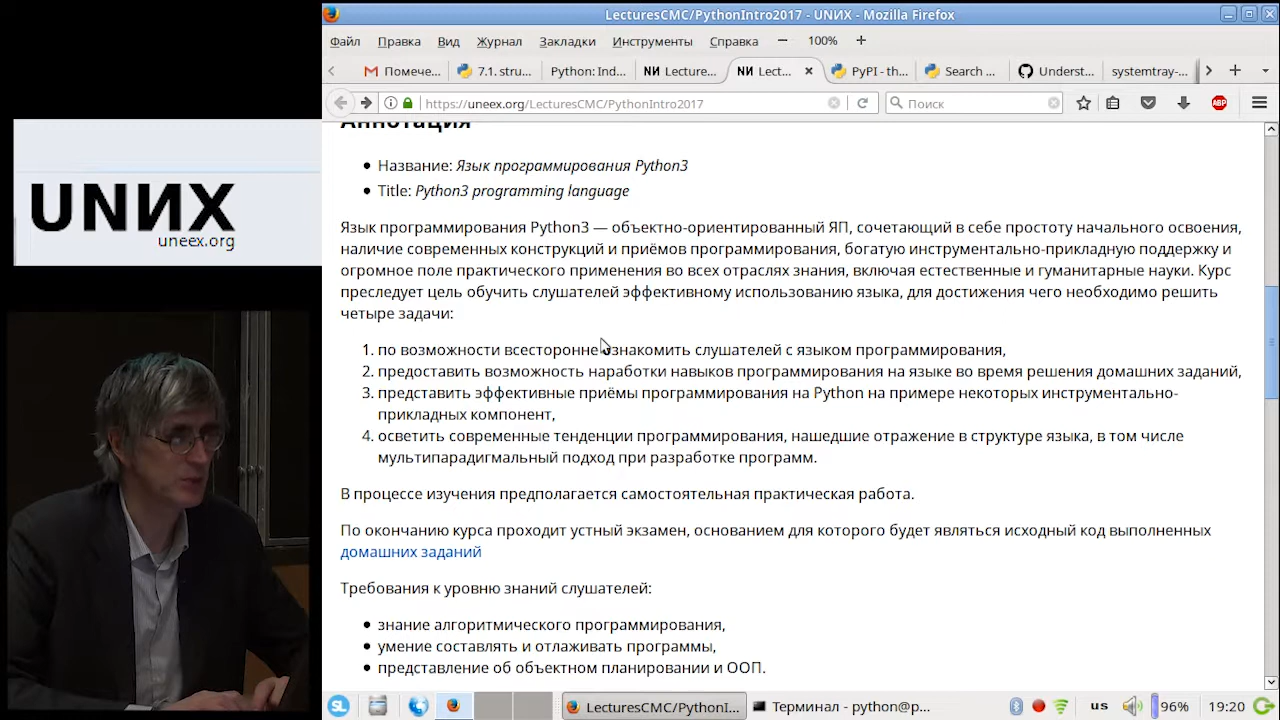 LecturesCMC/PythonIntro2017 - UNИX - Mozilla Firefox
Файл Правка Вид Журнал Закладки Инструменты Справка − 100% +
Помече... 7.1. stru... Python: Ind... ИИ Lecture... ИИ Lect... PyPI - th... Search ... Underst... systemtray-...
https://uneex.org/LecturesCMC/PythonIntro2017 Поиск ABP
UNИX
uneex.org
Аннотация
• Название: Язык программирования Python3
• Title: Python3 programming language
Язык программирования Python3 — объектно-ориентированный ЯП, сочетающий в себе простоту начального освоения,
наличие современных конструкций и приёмов программирования, богатую инструментально-прикладную поддержку и
огромное поле практического применения во всех отраслях знания, включая естественные и гуманитарные науки. Курс
преследует цель обучить слушателей эффективному использованию языка, для достижения чего необходимо решить
четыре задачи:
1. по возможности всесторонне ознакомить слушателей с языком программирования,
2. предоставить возможность наработки навыков программирования на языке во время решения домашних заданий,
3. представить эффективные приёмы программирования на Python на примере некоторых инструментально-
прикладных компонент,
4. осветить современные тенденции программирования, нашедшие отражение в структуре языка, в том числе
мультипарадигмальный подход при разработке программ.
В процессе изучения предполагается самостоятельная практическая работа.
По окончанию курса проходит устный экзамен, основанием для которого будет являться исходный код выполненных
домашних заданий
Требования к уровню знаний слушателей:
• знание алгоритмического программирования,
• умение составлять и отлаживать программы,
• представление об объектном планировании и ООП.
SL LecturesCMC/PythonI... Терминал - python@p... us 96% 19:20